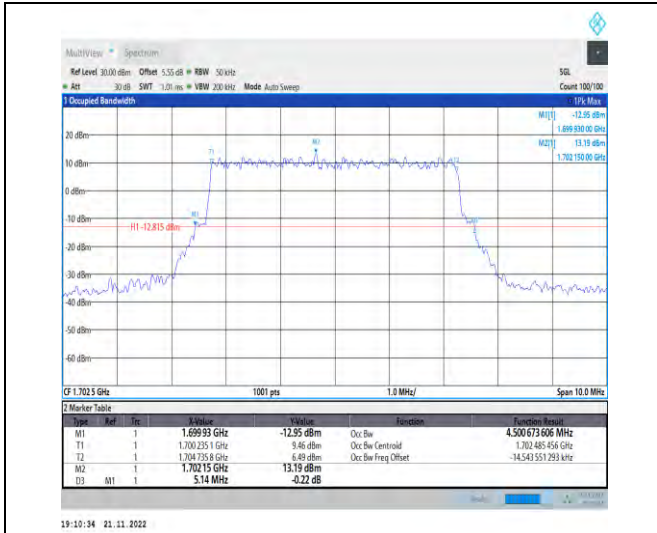 MultiView Spectrum
Ref Level 30.00 dBm Offset 5.55 dB RBW 50 kHz SGL
Att 30 dB SWT 1.01 ms VBW 200 kHz Mode Auto Sweep Count 100/100
1 Occupied Bandwidth 1Pk Max
M1[1] -12.95 dBm
1.699 930 00 GHz
M2[1] 13.19 dBm
1.702 150 00 GHz
20 dBm
M2
T1
T2
10 dBm
0 dBm
M1
-10 dBm
H1 -12.815 dBm
-20 dBm
-30 dBm
-40 dBm
-50 dBm
-60 dBm
CF 1.702 5 GHz 1001 pts 1.0 MHz/ Span 10.0 MHz
2 Marker Table
Type Ref Trc X-Value Y-Value Function Function Result
M1 1 1.699 93 GHz -12.95 dBm Occ Bw 4.500 673 606 MHz
T1 1 1.700 235 1 GHz 9.46 dBm Occ Bw Centroid 1.702 485 456 GHz
T2 1 1.704 735 8 GHz 6.49 dBm Occ Bw Freq Offset -14.543 551 293 kHz
M2 1 1.702 15 GHz 13.19 dBm
D3 M1 1 5.14 MHz -0.22 dB
19:10:34 21.11.2022